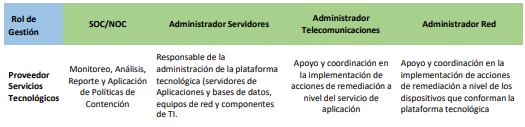 Rol de Gestión
SOC/NOC
Administrador Servidores
Administrador Telecomunicaciones
Administrador Red
Proveedor Servicios Tecnológicos
Monitoreo, Análisis,
Reporte y Aplicación
de Políticas de
Contención
Responsable de la
administración de la plataforma
tecnológica (servidores de
Aplicaciones y bases de datos,
equipos de red y componentes
de TI.
Apoyo y coordinación en
la implementación de
acciones de remediación a
nivel del servicio de
aplicación
Apoyo y coordinación en la
implementación de acciones
de remediación a nivel de los
dispositivos que conforman la
plataforma tecnológica